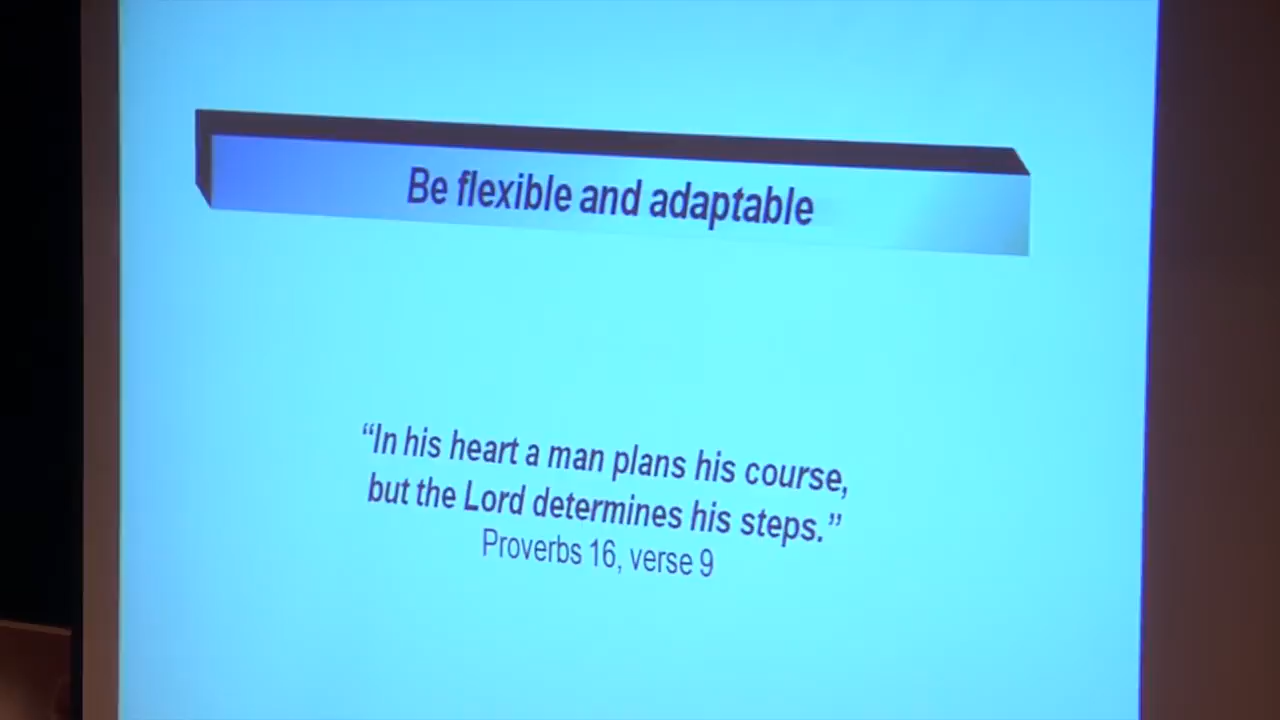 Be flexible and adaptable
“In his heart a man plans his course,
but the Lord determines his steps.”
Proverbs 16, verse 9